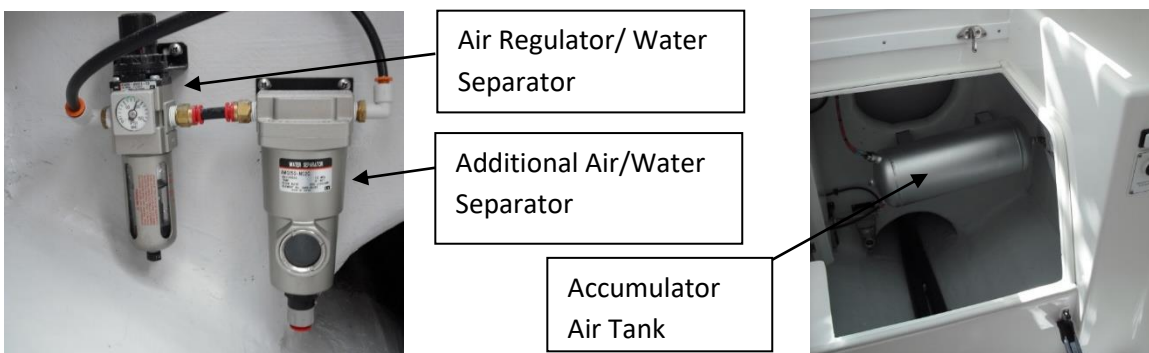 Air Regulator/ Water
Separator
Additional Air/Water
Separator
Accumulator
Air Tank
WATER SEPARATOR